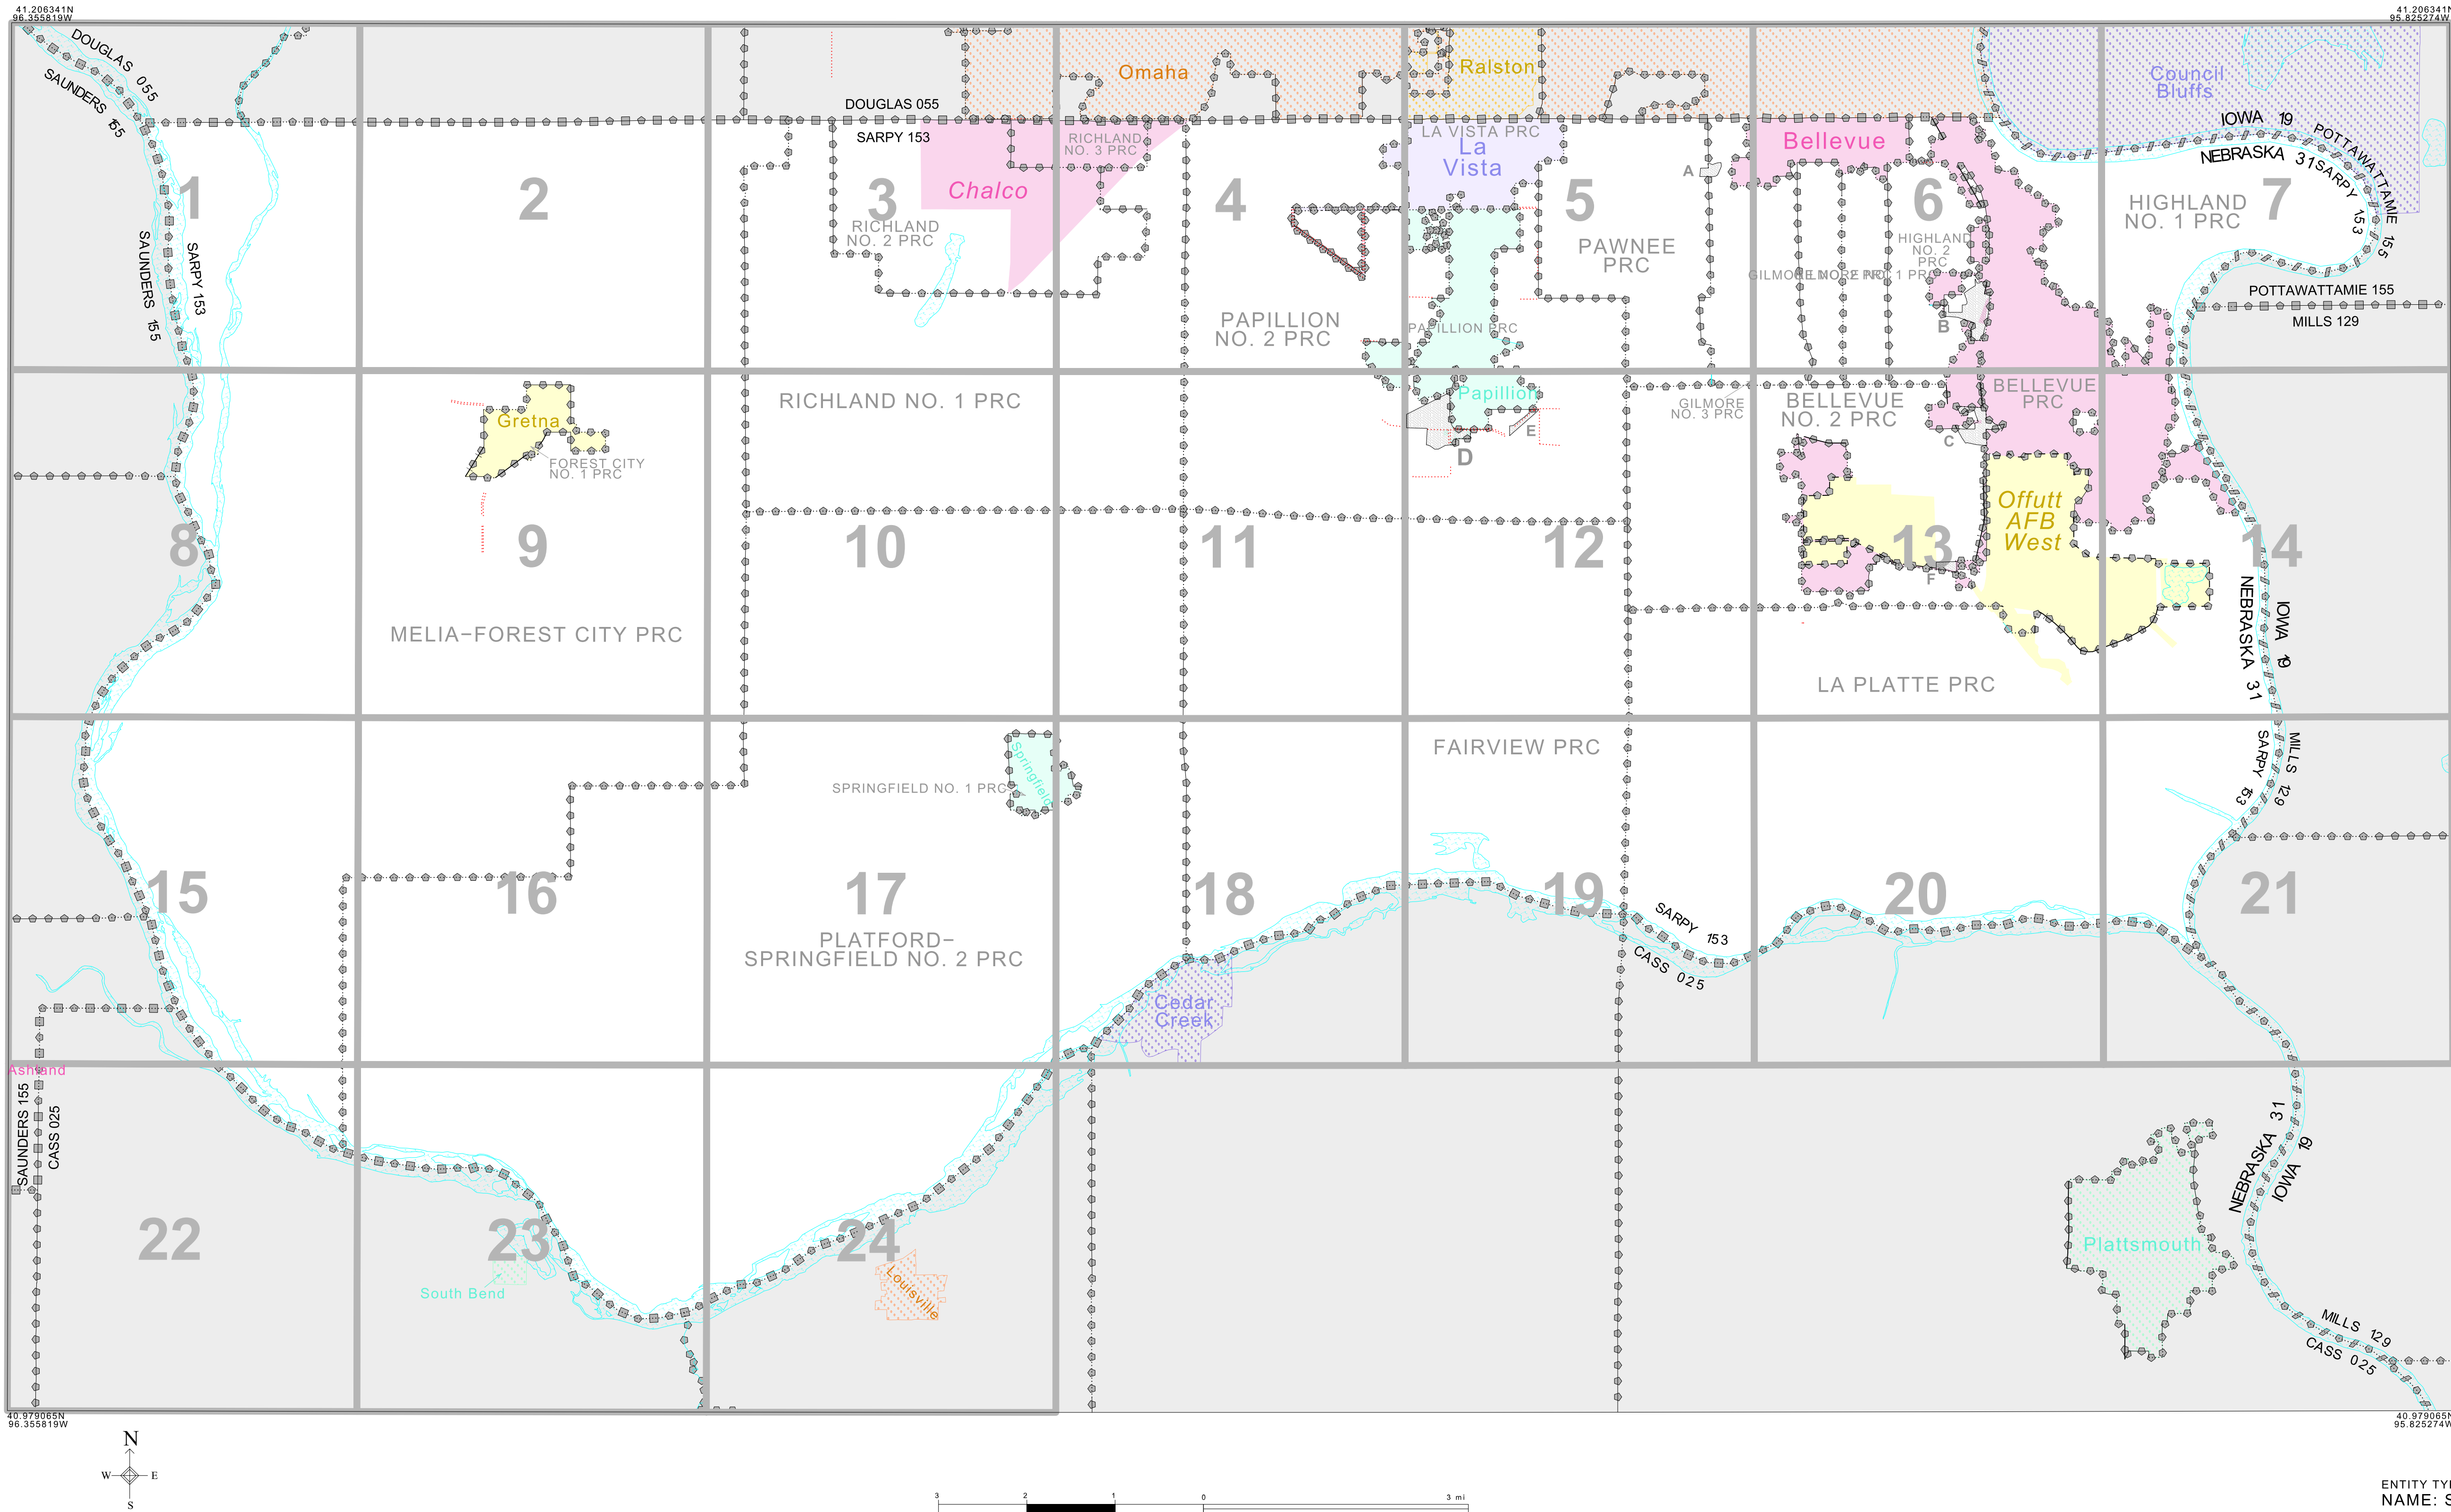 41.206341N
96.355819W
41.206341N
95.825274W
DOUGLAS 055
SAUNDERS 155
Omaha
Ralston
Council
Bluffs
DOUGLAS 055
SARPY 153
IOWA 19
POTTAWATTAMIE 155
NEBRASKA 31
SARPY 153
RICHLAND
NO. 3 PRC
LA VISTA PRC
La
Vista
Bellevue
A
1
2
3
Chalco
4
5
6
7
RICHLAND
NO. 2 PRC
PAWNEE
PRC
HIGHLAND
NO. 2
PRC
HIGHLAND
NO. 1 PRC
SAUNDERS 155
SARPY 153
POTTAWATTAMIE 155
MILLS 129
PAPILLION
NO. 2 PRC
PAPILLION PRC
B
RICHLAND NO. 1 PRC
Papillion
GILMORE
NO. 3 PRC
BELLEVUE
NO. 2 PRC
BELLEVUE
PRC
Gretna
FOREST CITY
NO. 1 PRC
E
C
D
Offutt
AFB
West
8
9
10
11
12
13
14
F
MELIA-FOREST CITY PRC
NEBRASKA 31
IOWA 19
LA PLATTE PRC
FAIRVIEW PRC
Springfield
SPRINGFIELD NO. 1 PRC
SARPY 153
MILLS 129
15
16
17
18
19
20
21
PLATFORD-
SPRINGFIELD NO. 2 PRC
SARPY 153
CASS 025
Cedar
Creek
Ashland
SAUNDERS 155
CASS 025
NEBRASKA 31
IOWA 19
22
23
24
South Bend
Louisville
Plattsmouth
MILLS 129
CASS 025
40.979065N
96.355819W
40.979065N
95.825274W
N
W
E
S
3
2
1
0
3 mi
ENTITY
NAME: S